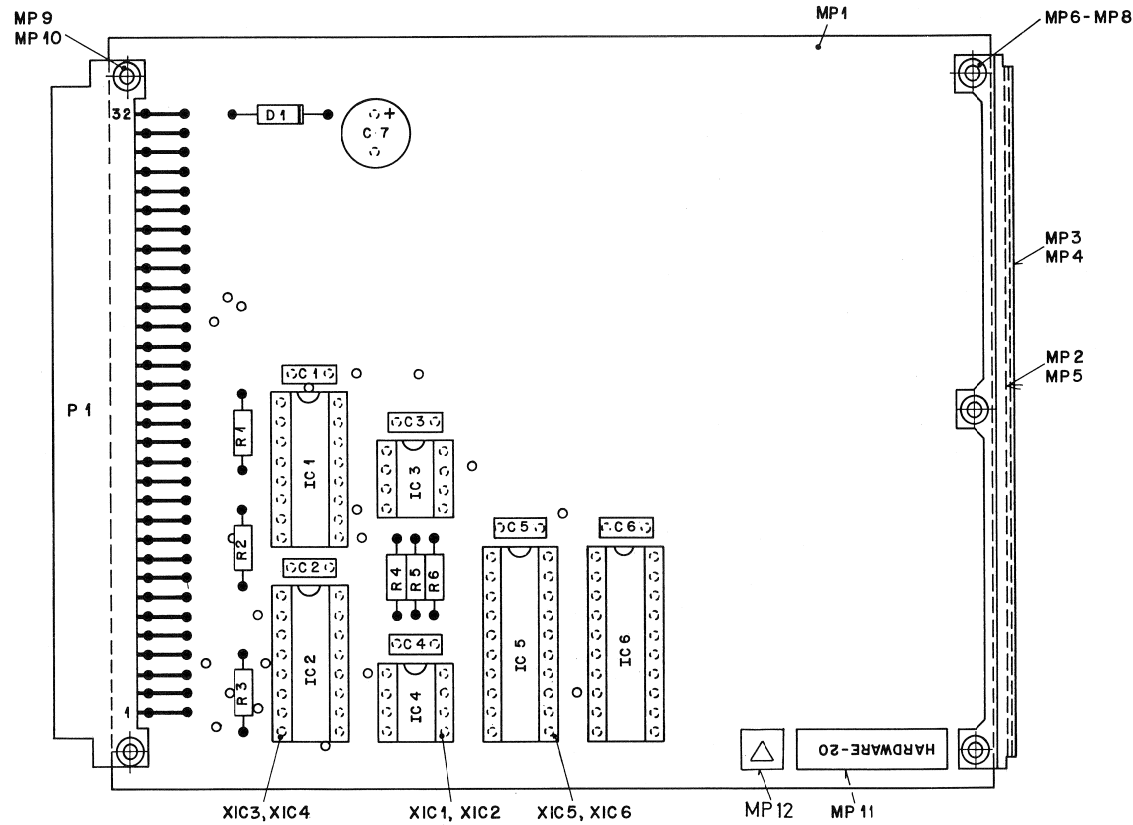 MP9
MP10
MP1
MP6-MP8
32
D1
+
C7
MP3
MP4
MP2
MP5
P1
C1
C3
R1
IC1
IC3
R2
C2
R4
R5
R6
C5
C6
C4
R3
IC2
IC4
IC5
IC6
1
HARDWARE-20
XIC3, XIC4
XIC1, XIC2
XIC5, XIC6
MP12
MP11